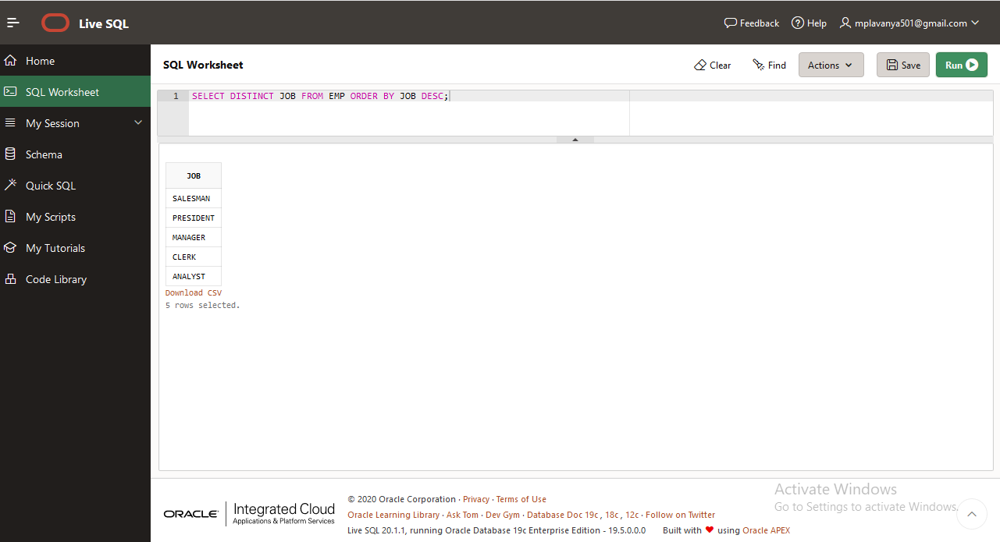 Live SQL
Feedback
Help
mplavanya501@gmail.com
Home
SQL Worksheet
My Session
Schema
Quick SQL
My Scripts
My Tutorials
Code Library
SQL Worksheet
Clear
Find
Actions
Save
Run
1 SELECT DISTINCT JOB FROM EMP ORDER BY JOB DESC;
JOB
SALESMAN
PRESIDENT
MANAGER
CLERK
ANALYST
Download CSV
5 rows selected.
ORACLE
Integrated Cloud
Applications & Platform Services
© 2020 Oracle Corporation · Privacy · Terms of Use
Oracle Learning Library · Ask Tom · Dev Gym · Database Doc 19c, 18c, 12c · Follow on Twitter
Live SQL 20.1.1, running Oracle Database 19c Enterprise Edition - 19.5.0.0.0 Built with ❤ using Oracle APEX
Activate Windows
Go to Settings to activate Windows.